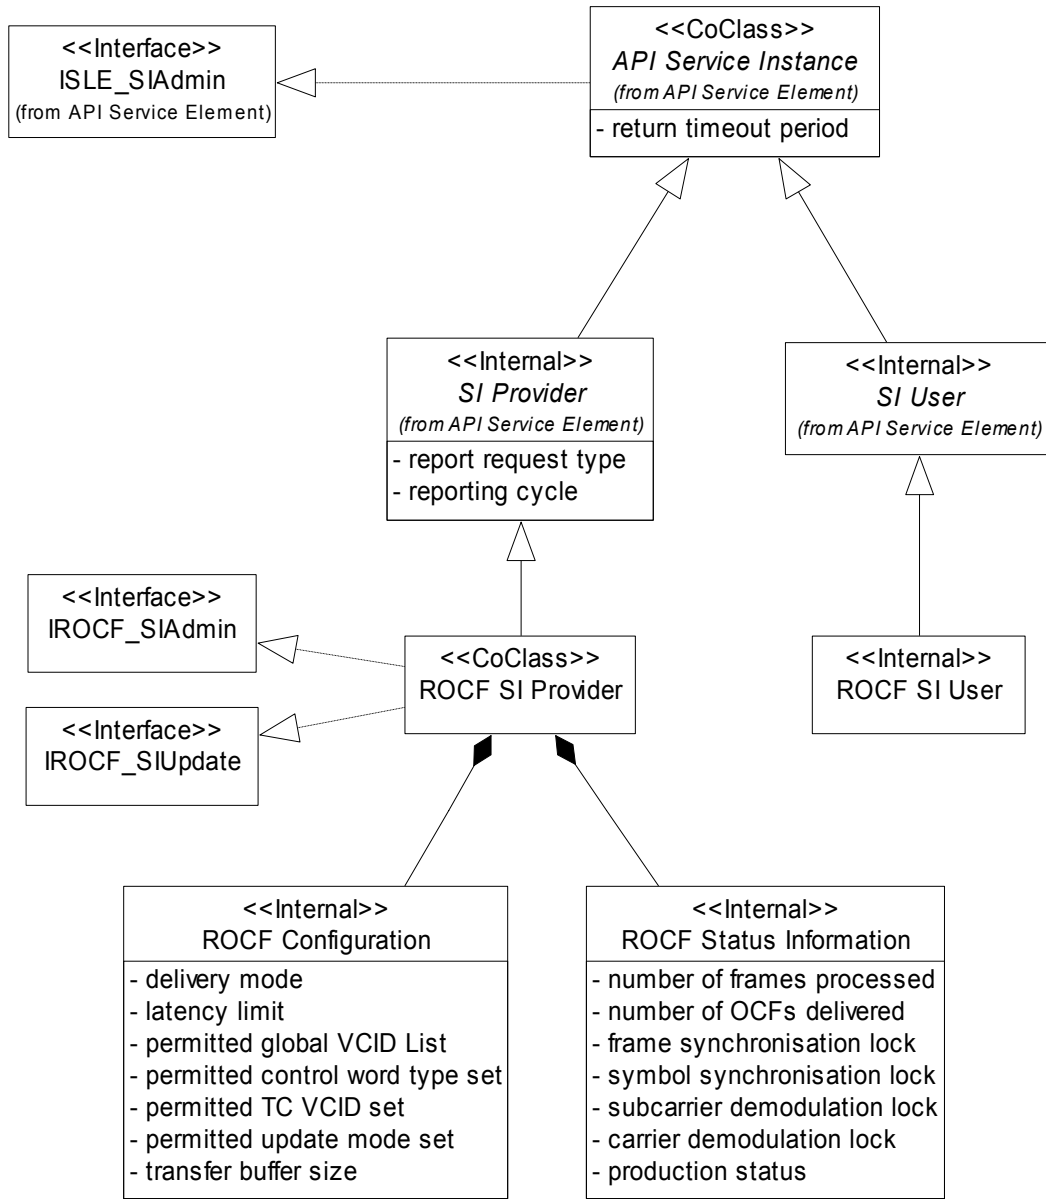 <<Interface>>
ISLE_SIAdmin
(from API Service Element)
<<CoClass>>
API Service Instance
(from API Service Element)
- return timeout period
<<Internal>>
SI Provider
(from API Service Element)
- report request type
- reporting cycle
<<Internal>>
SI User
(from API Service Element)
<<Interface>>
IROCF_SIAdmin
<<CoClass>>
ROCF SI Provider
<<Internal>>
ROCF SI User
<<Interface>>
IROCF_SIUpdate
<<Internal>>
ROCF Configuration
- delivery mode
- latency limit
- permitted global VCID List
- permitted control word type set
- permitted TC VCID set
- permitted update mode set
- transfer buffer size
<<Internal>>
ROCF Status Information
- number of frames processed
- number of OCFs delivered
- frame synchronisation lock
- symbol synchronisation lock
- subcarrier demodulation lock
- carrier demodulation lock
- production status